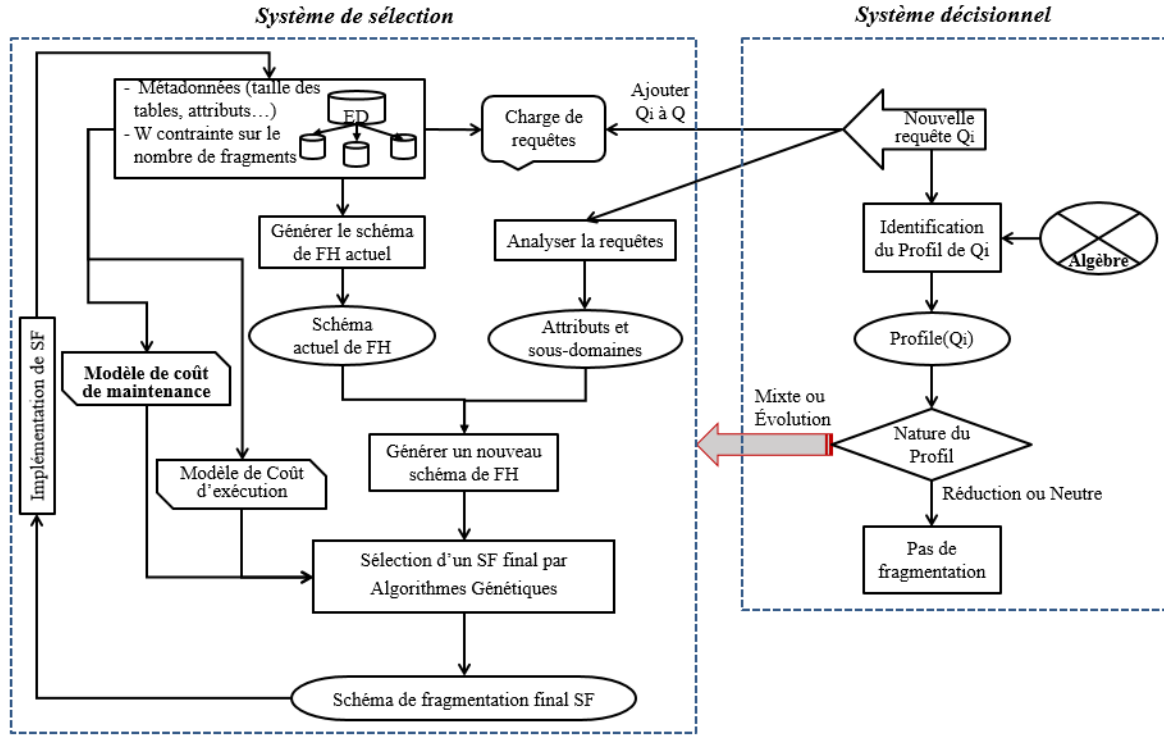 Système de sélection
Système décisionnel
- Métadonnées (taille des
tables, attributs…)
- W contrainte sur le
nombre de fragments
ED
Charge de
requêtes
Ajouter
Qi à Q
Nouvelle
requête Qi
Générer le schéma
de FH actuel
Analyser la requêtes
Identification
du Profil de Qi
Algèbre
Schéma
actuel de FH
Attributs et
sous-domaines
Profile(Qi)
Implémentation de SF
Modèle de coût
de maintenance
Mixte ou
Évolution
Nature du
Profil
Générer un nouveau
schéma de FH
Modèle de Coût
d’exécution
Réduction ou Neutre
Sélection d’un SF final par
Algorithmes Génétiques
Pas de
fragmentation
Schéma de fragmentation final SF